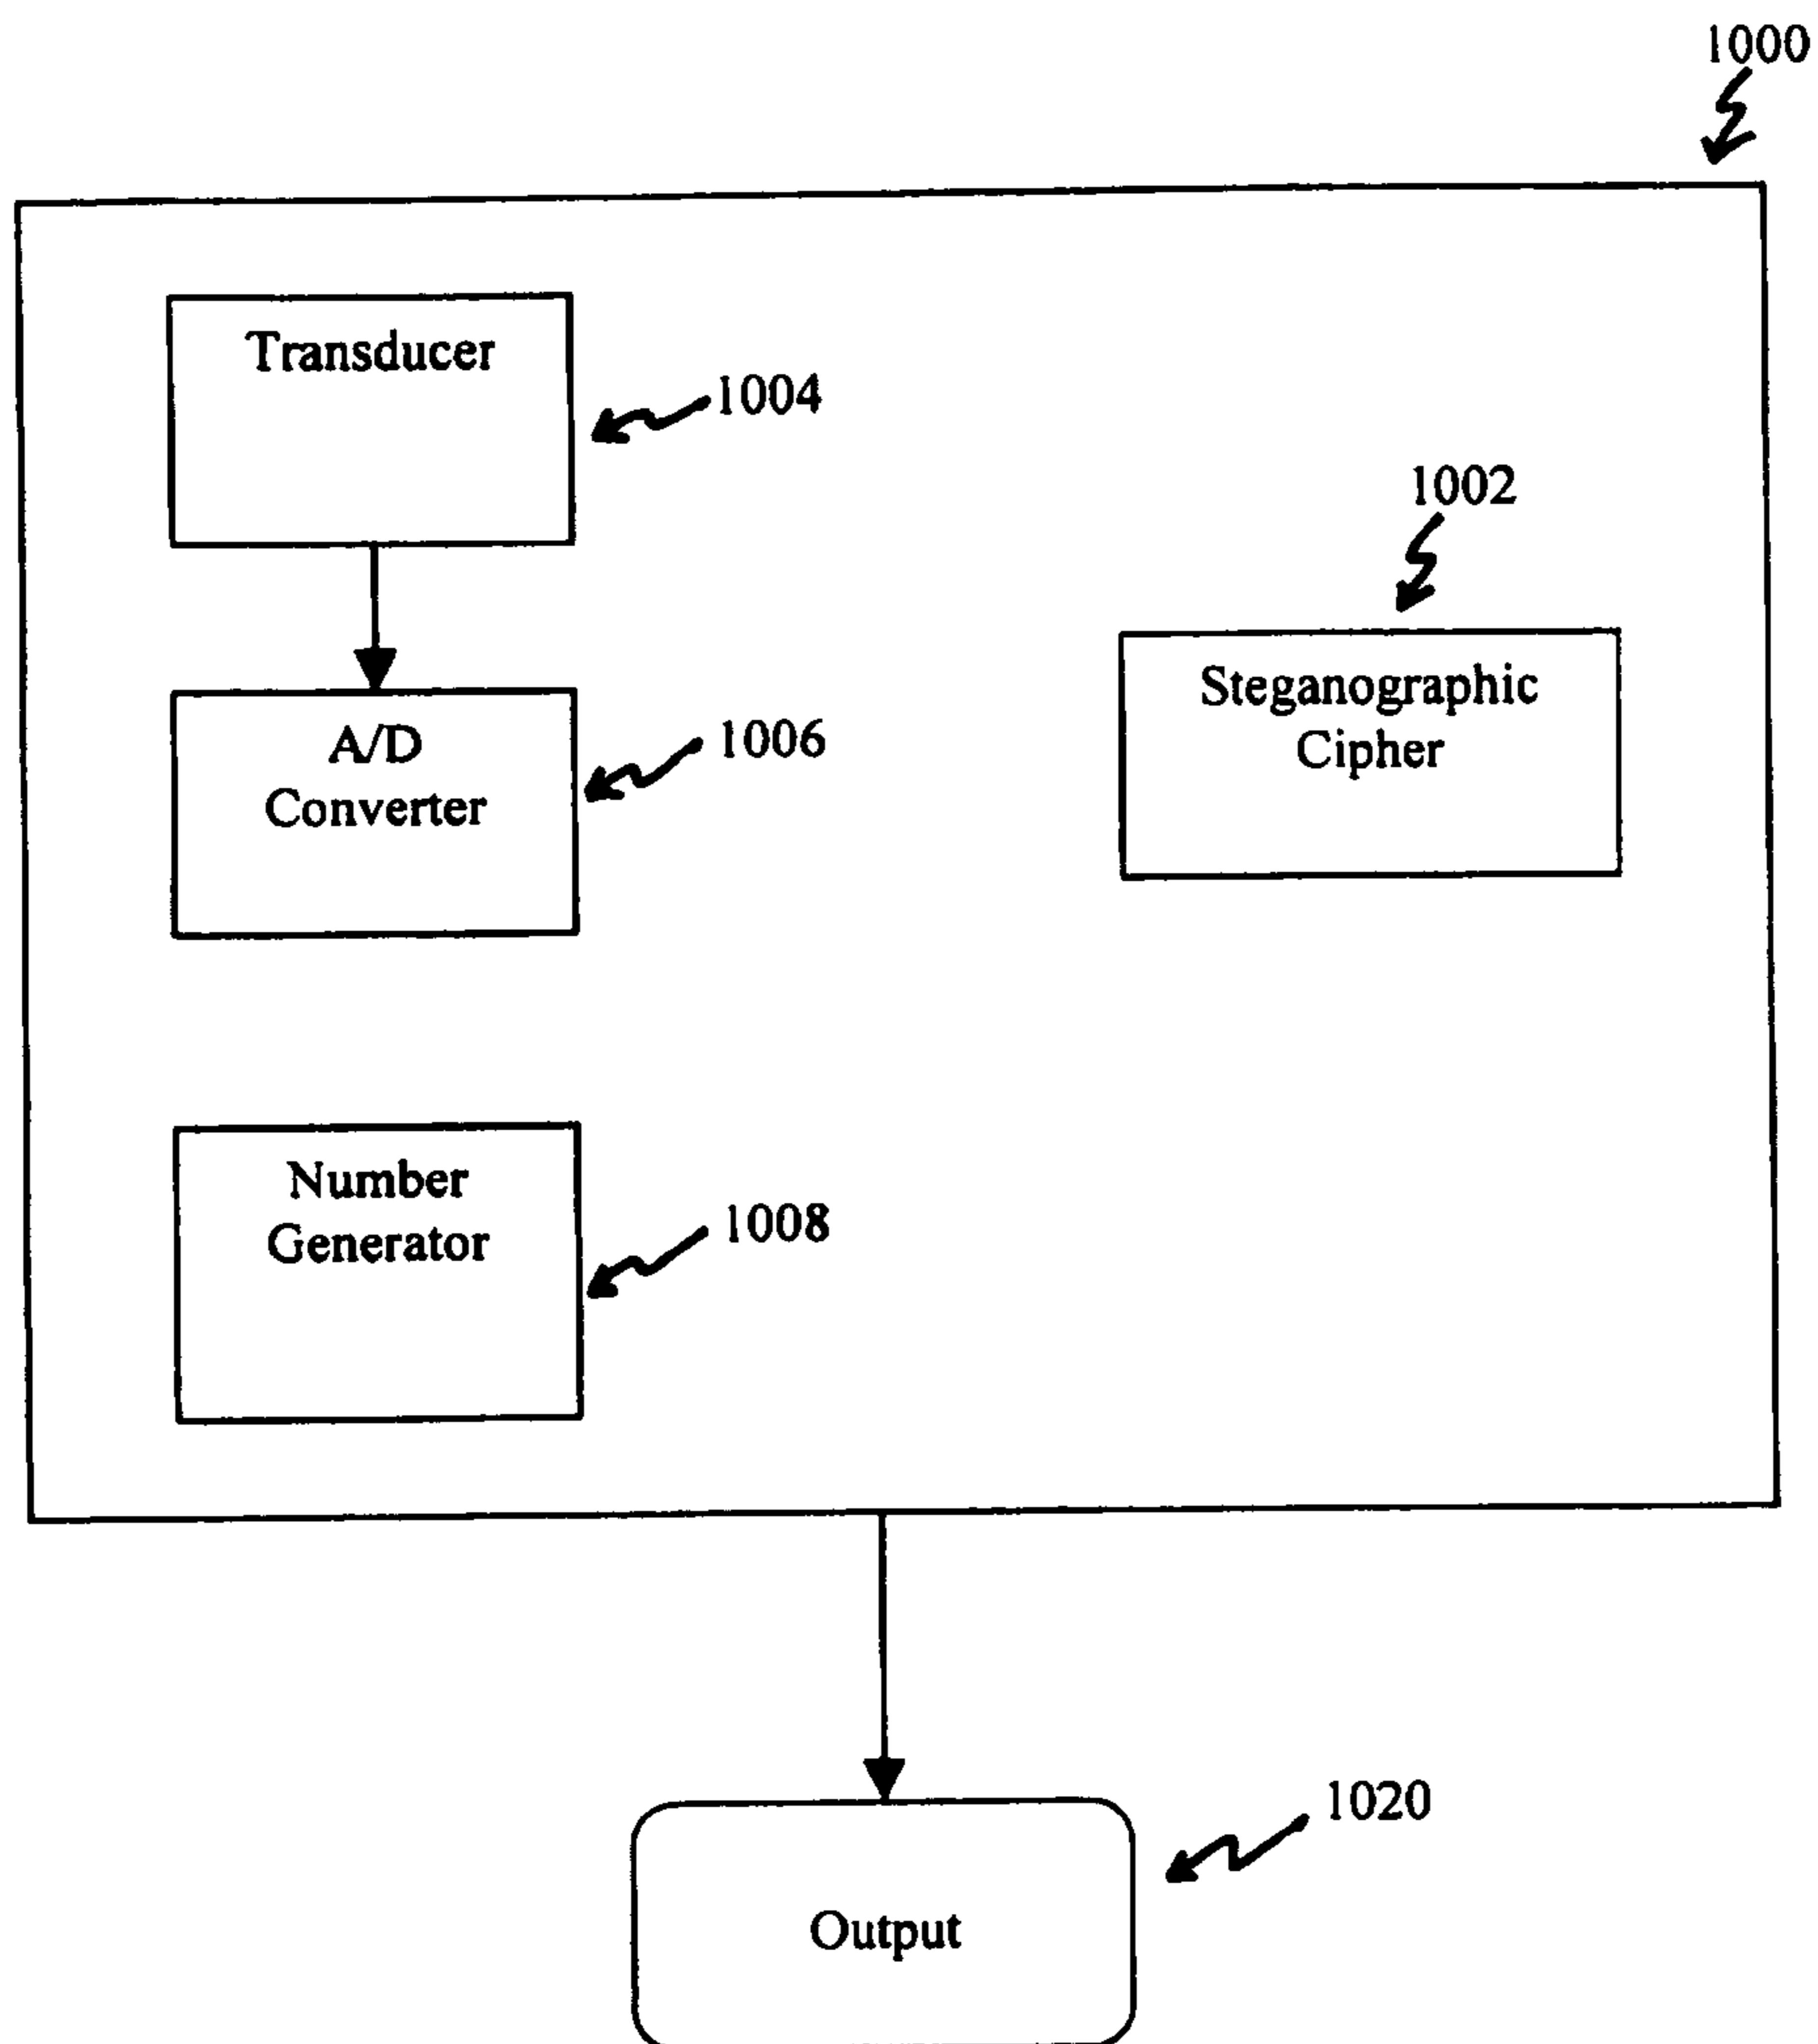 1000
Transducer
1004
1002
Steganographic
Cipher
A/D
Converter
1006
Number
Generator
1008
1020
Output